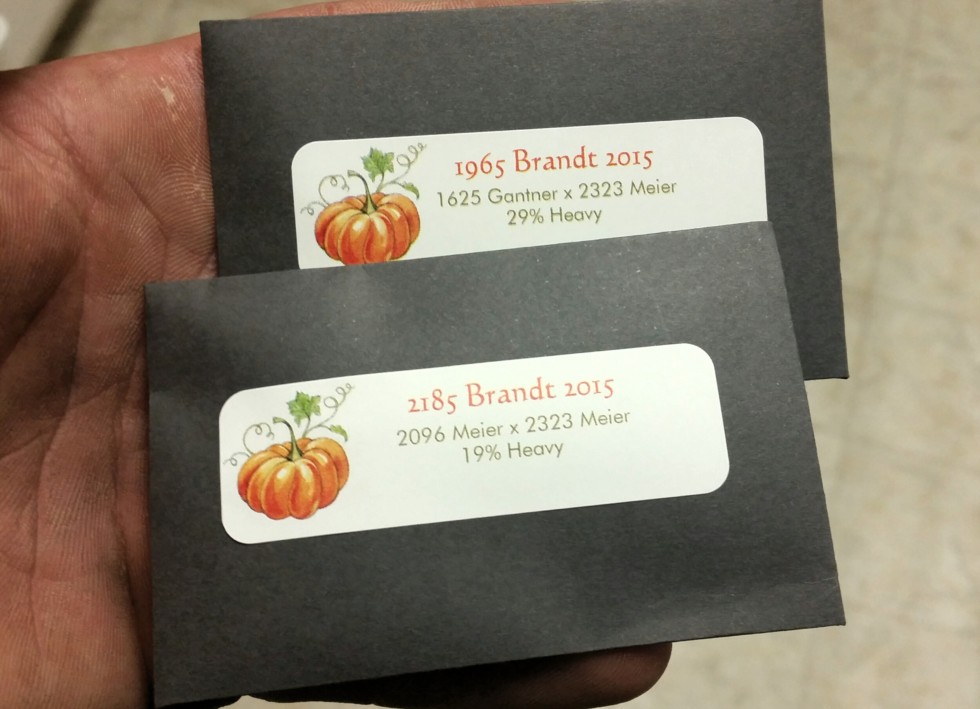 1965 Brandt 2015
1625 Gantner x 2323 Meier
29% Heavy
2185 Brandt 2015
2096 Meier x 2323 Meier
19% Heavy